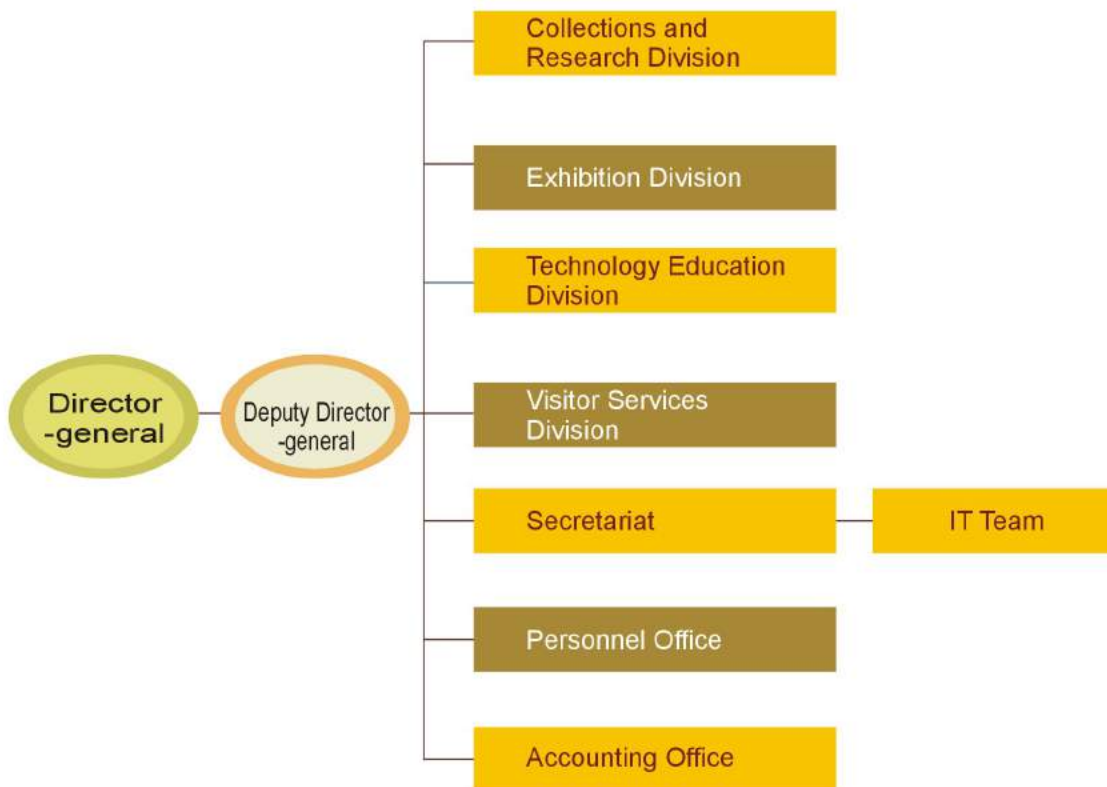 Collections and
Research Division
Exhibition Division
Technology Education
Division
Director
-general
Deputy Director
-general
Visitor Services
Division
Secretariat
IT Team
Personnel Office
Accounting Office